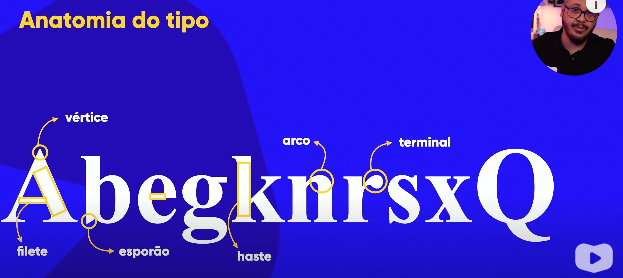 Anatomia do tipo
vértice
arco
terminal
AbegknrsxQ
filete
esporão
haste